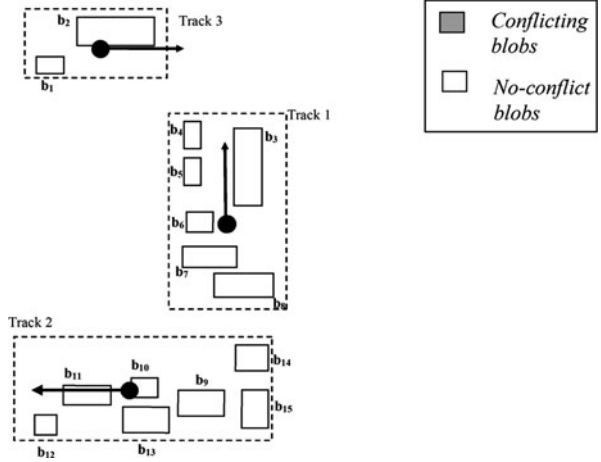 b2
Track 3
b1
Conflicting
blobs
No-conflict
blobs
Track 1
b4
b3
b5
b6
b7
b8
Track 2
b11
b10
b9
b14
b15
b12
b13